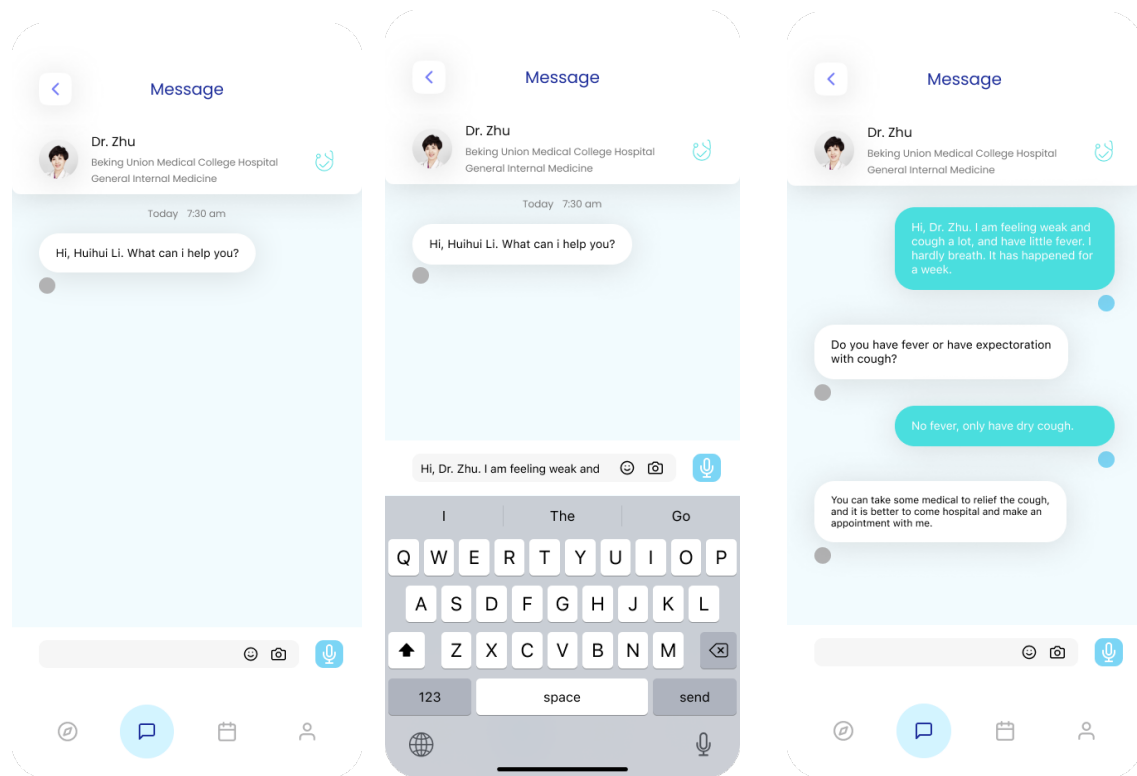 Message
Dr. Zhu
Beking Union Medical College Hospital
General Internal Medicine
Today 7:30 am
Hi, Huihui Li. What can i help you?
Message
Dr. Zhu
Beking Union Medical College Hospital
General Internal Medicine
Today 7:30 am
Hi, Huihui Li. What can i help you?
Hi, Dr. Zhu. I am feeling weak and
I The Go
Q W E R T Y U I O P
A S D F G H J K L
Z X C V B N M
123 space send
Message
Dr. Zhu
Beking Union Medical College Hospital
General Internal Medicine
Hi, Dr. Zhu. I am feeling weak and
cough a lot, and have little fever. I
hardly breath. It has happened for
a week.
Do you have fever or have expectoration
with cough?
No fever, only have dry cough.
You can take some medical to relief the cough,
and it is better to come hospital and make an
appointment with me.